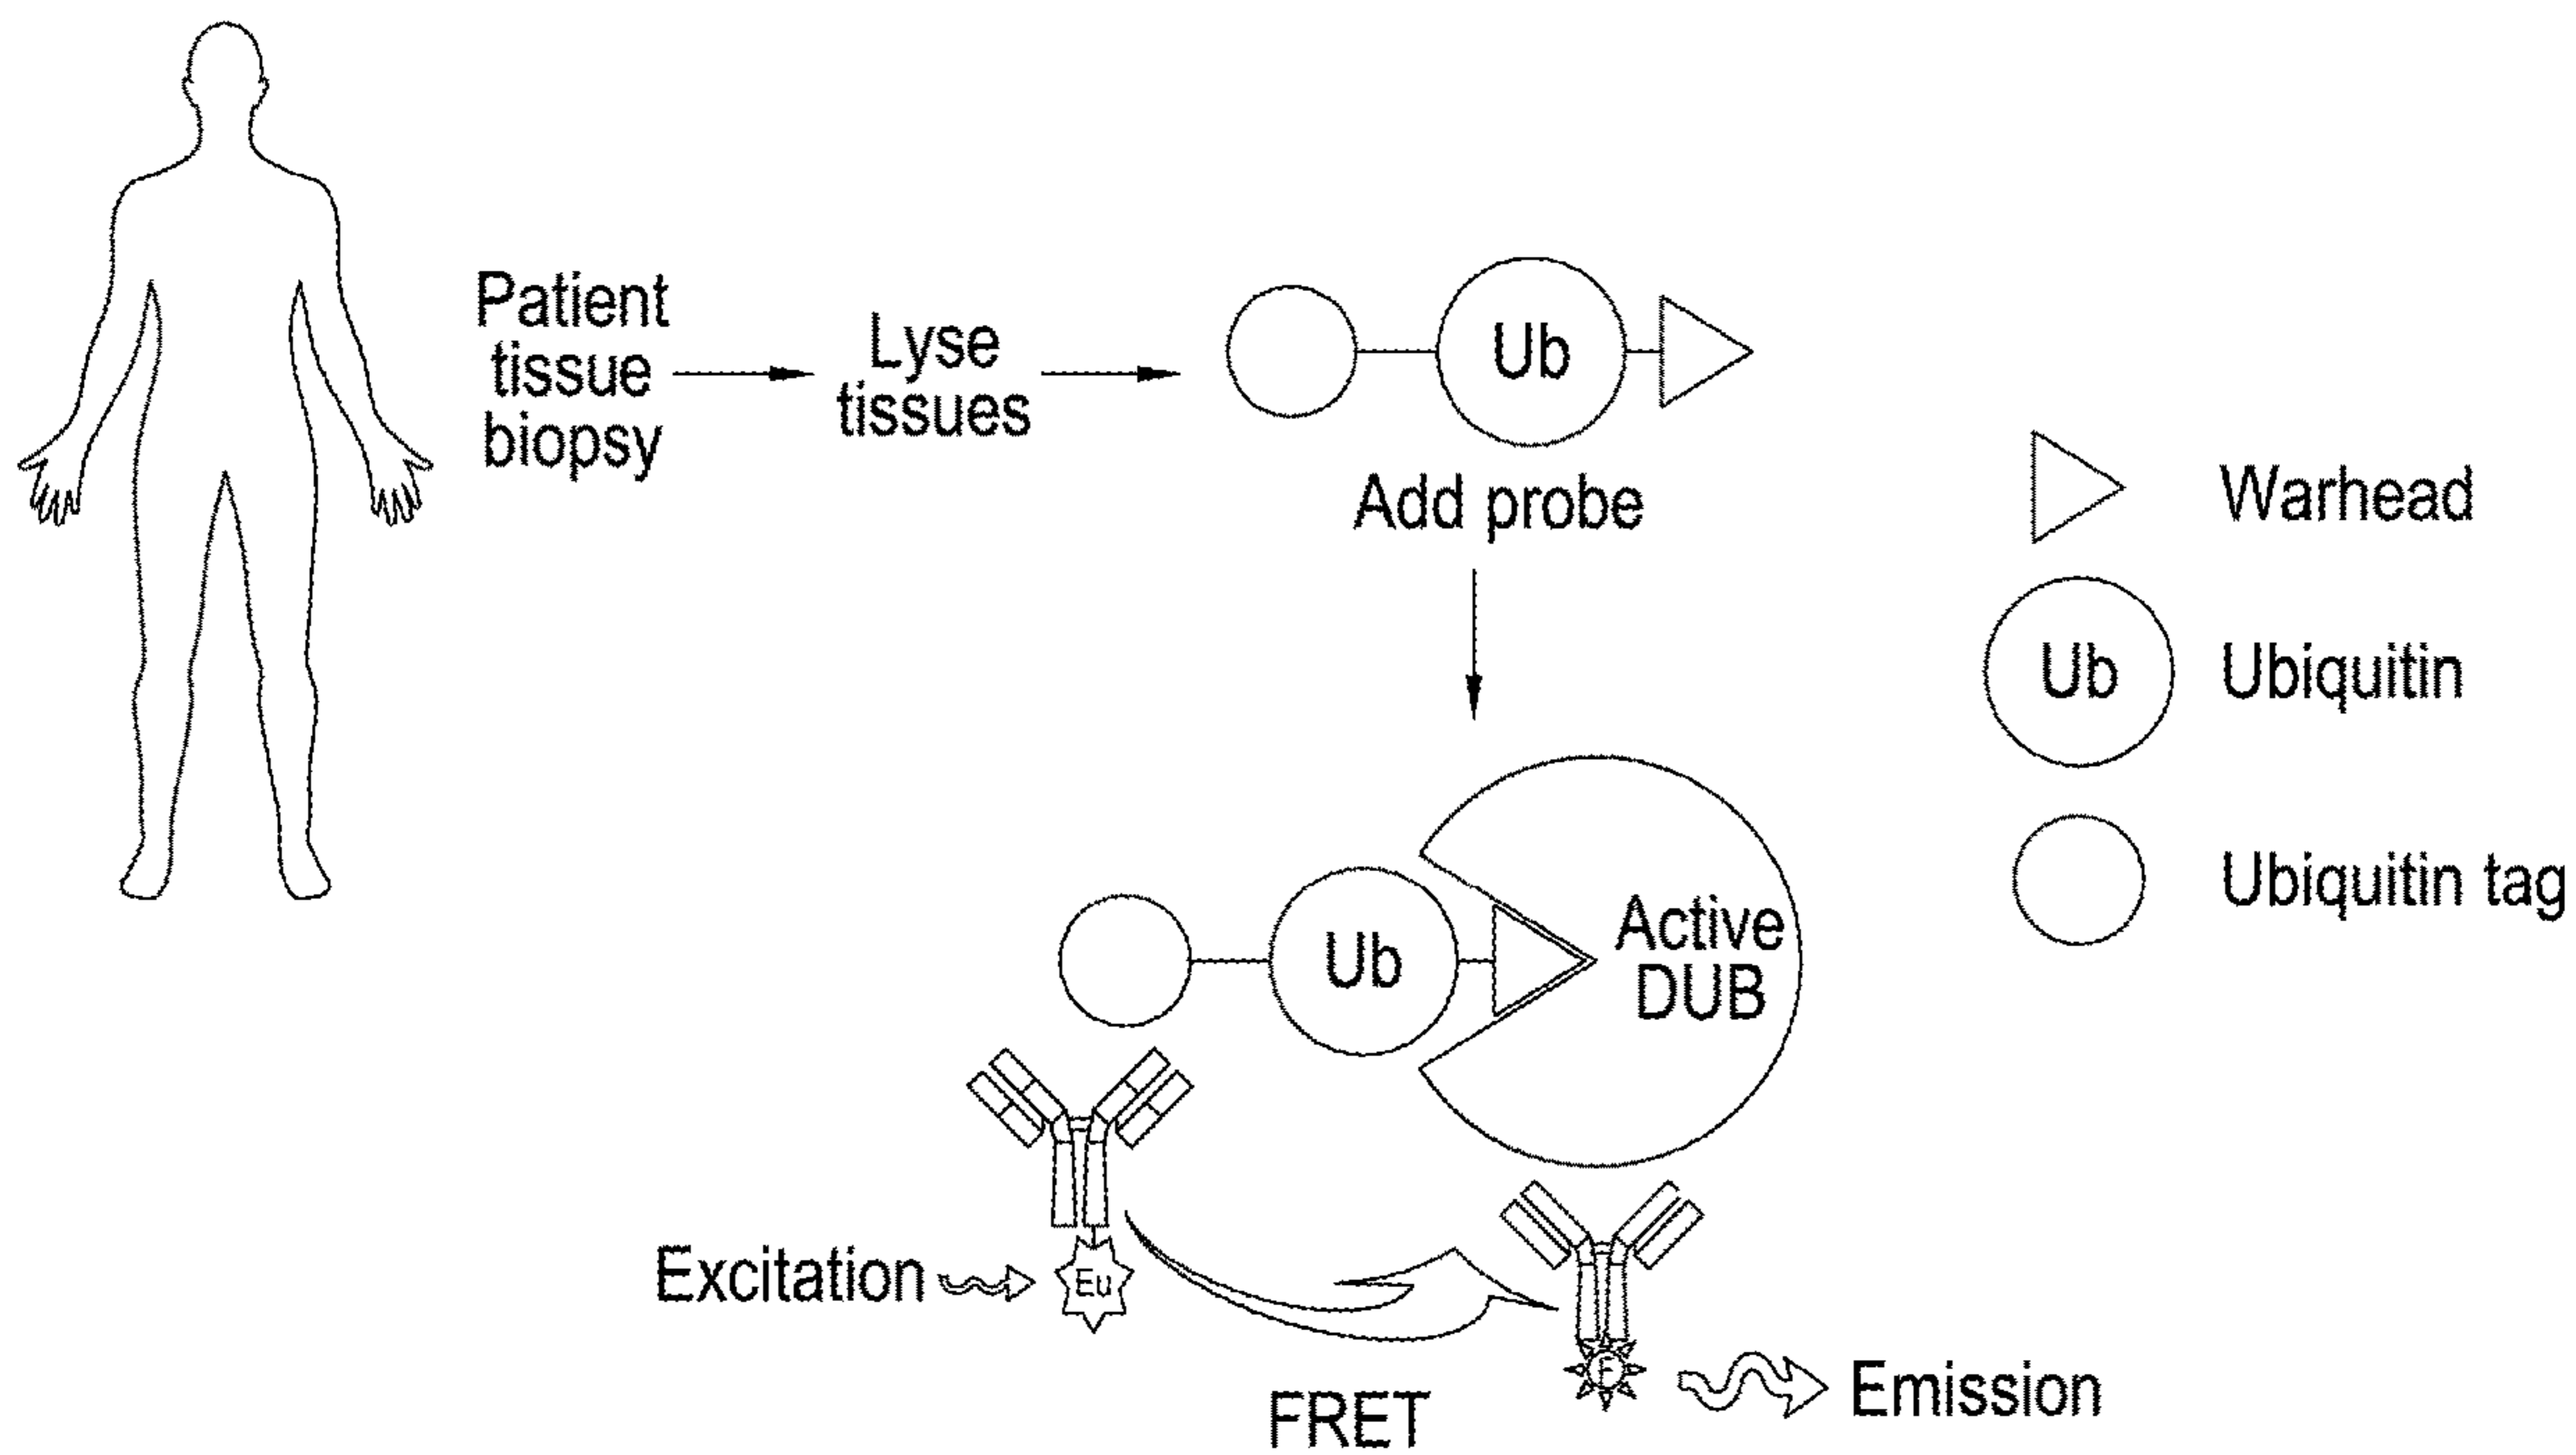 Patient
tissue
biopsy
Lyse
tissues
Ub
Add probe
Warhead
Ub
Ubiquitin
Ubiquitin tag
Ub
Active
DUB
Excitation
Eu
F
FRET
Emission